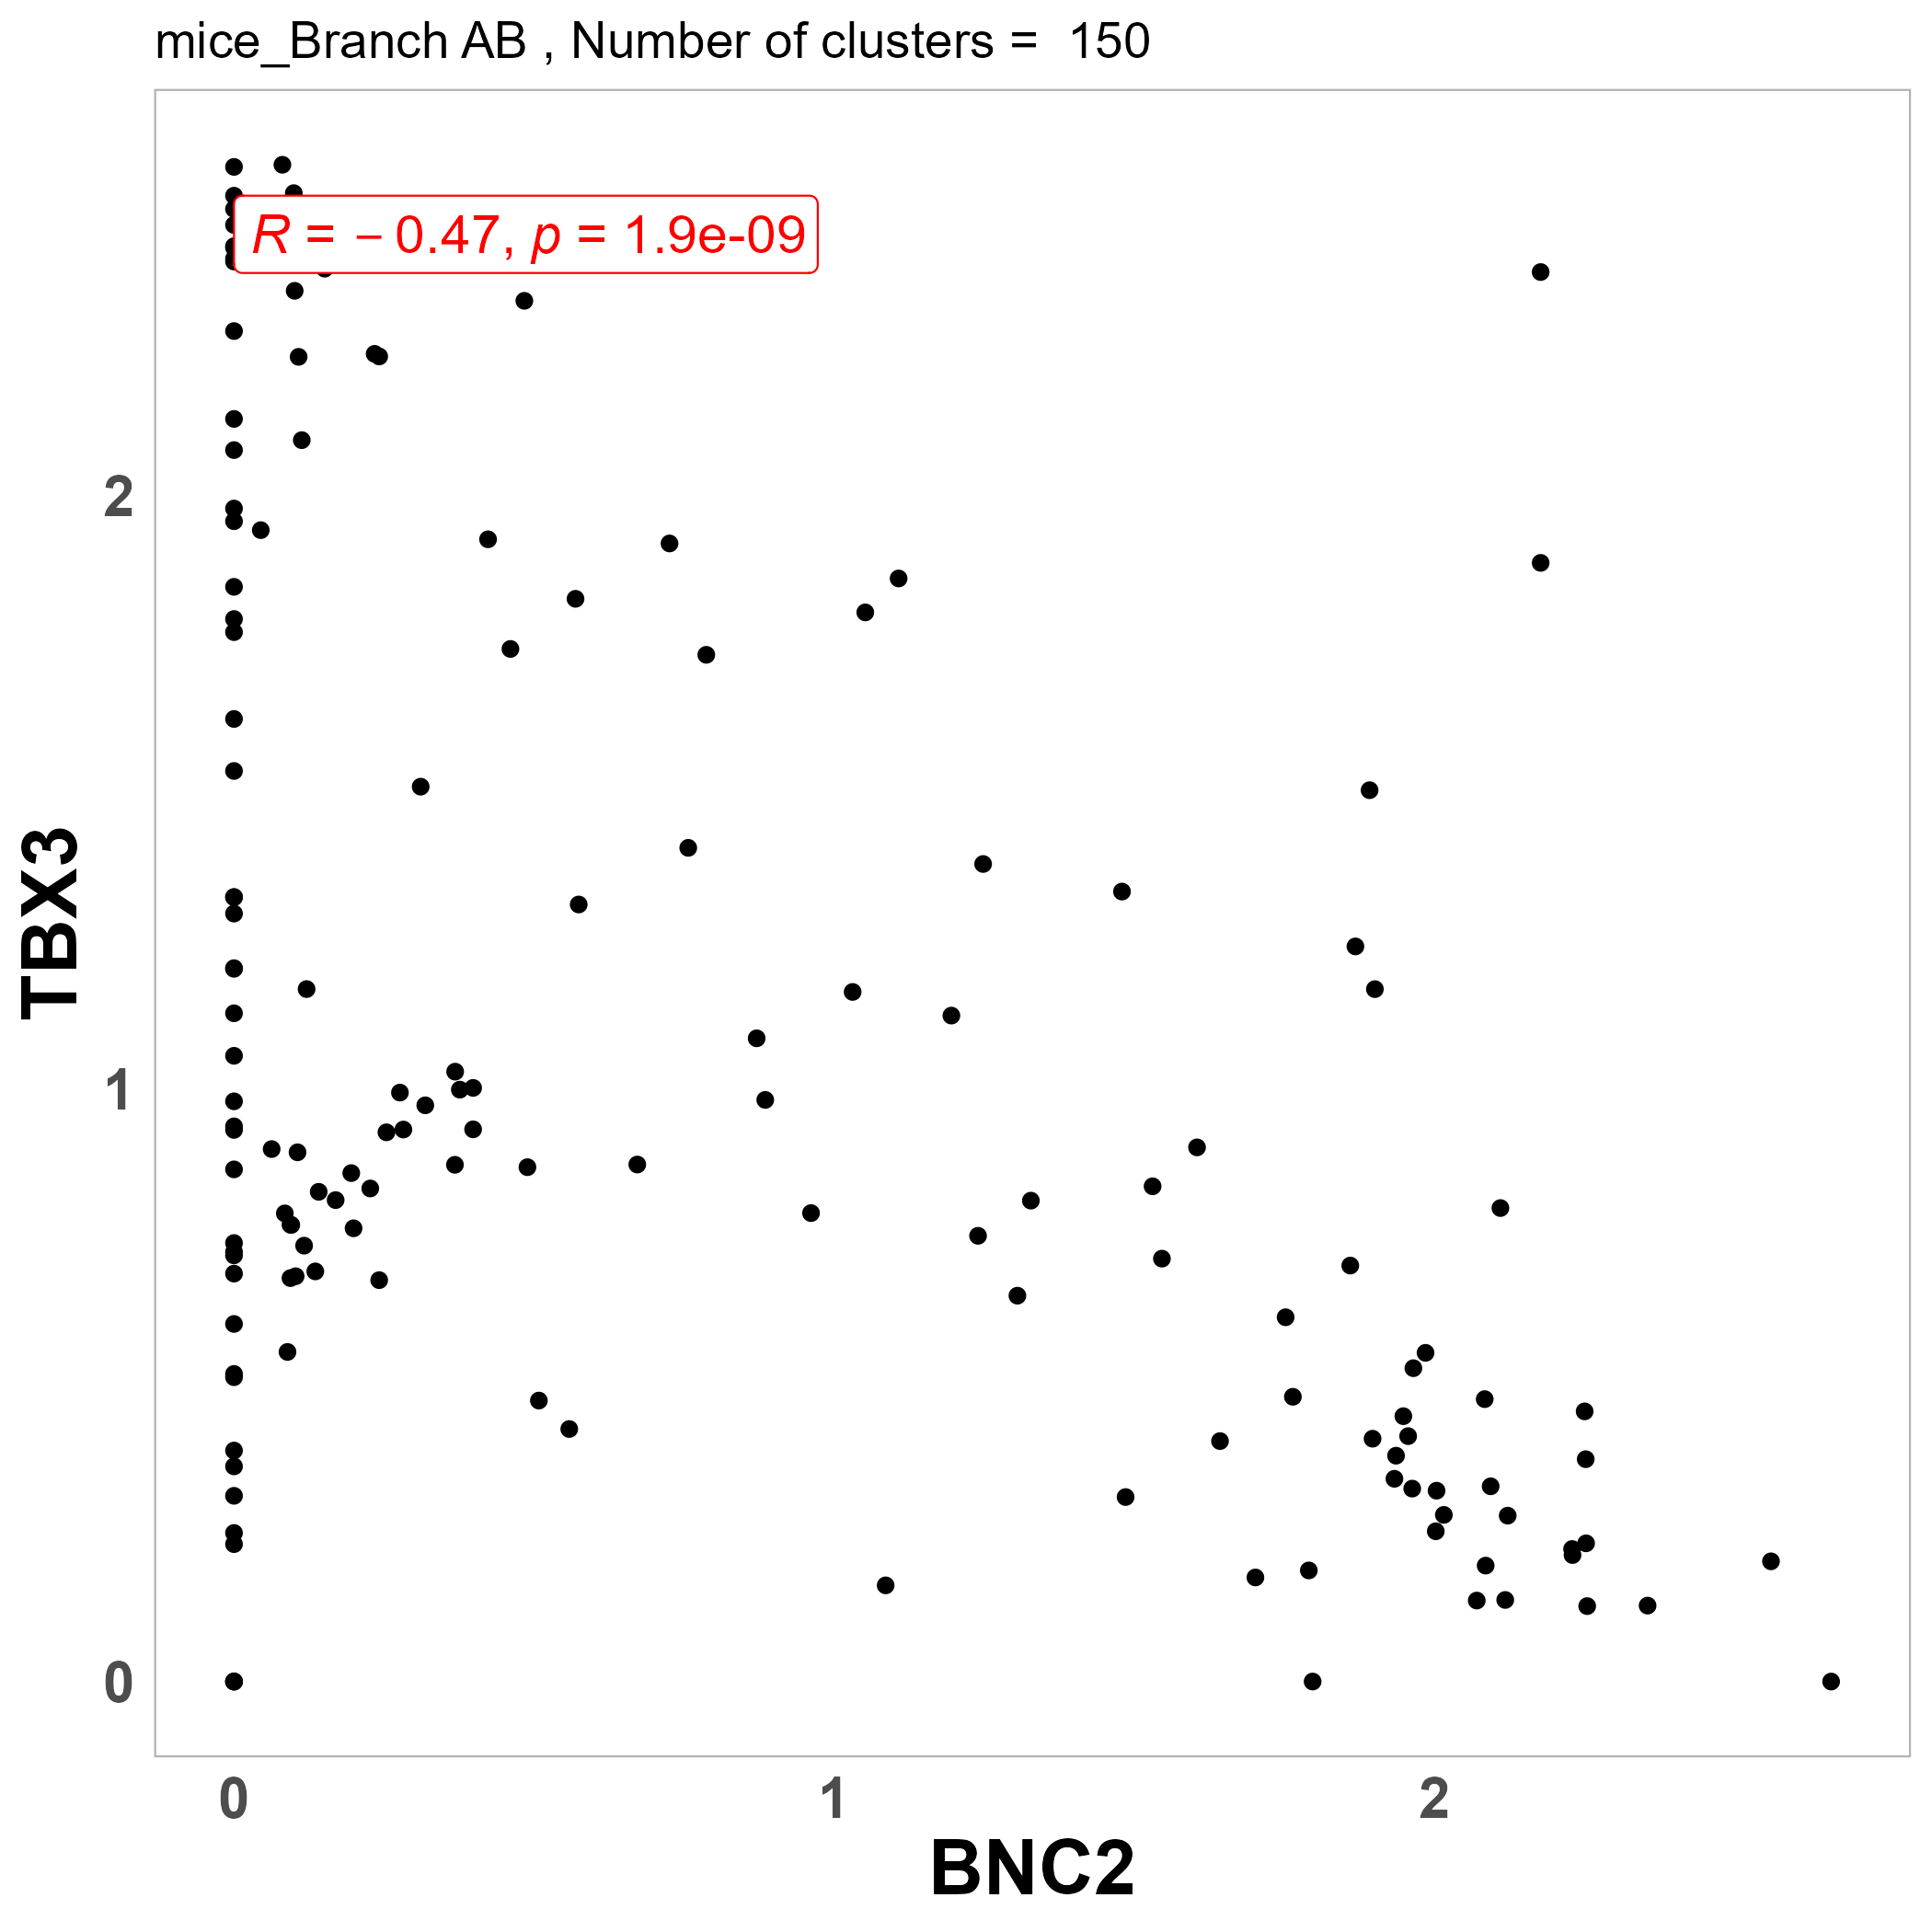 mice_Branch AB , Number of clusters =  150
R = − 0.47, p = 1.9e-09
2
1
0
TBX3
0 1 2
BNC2